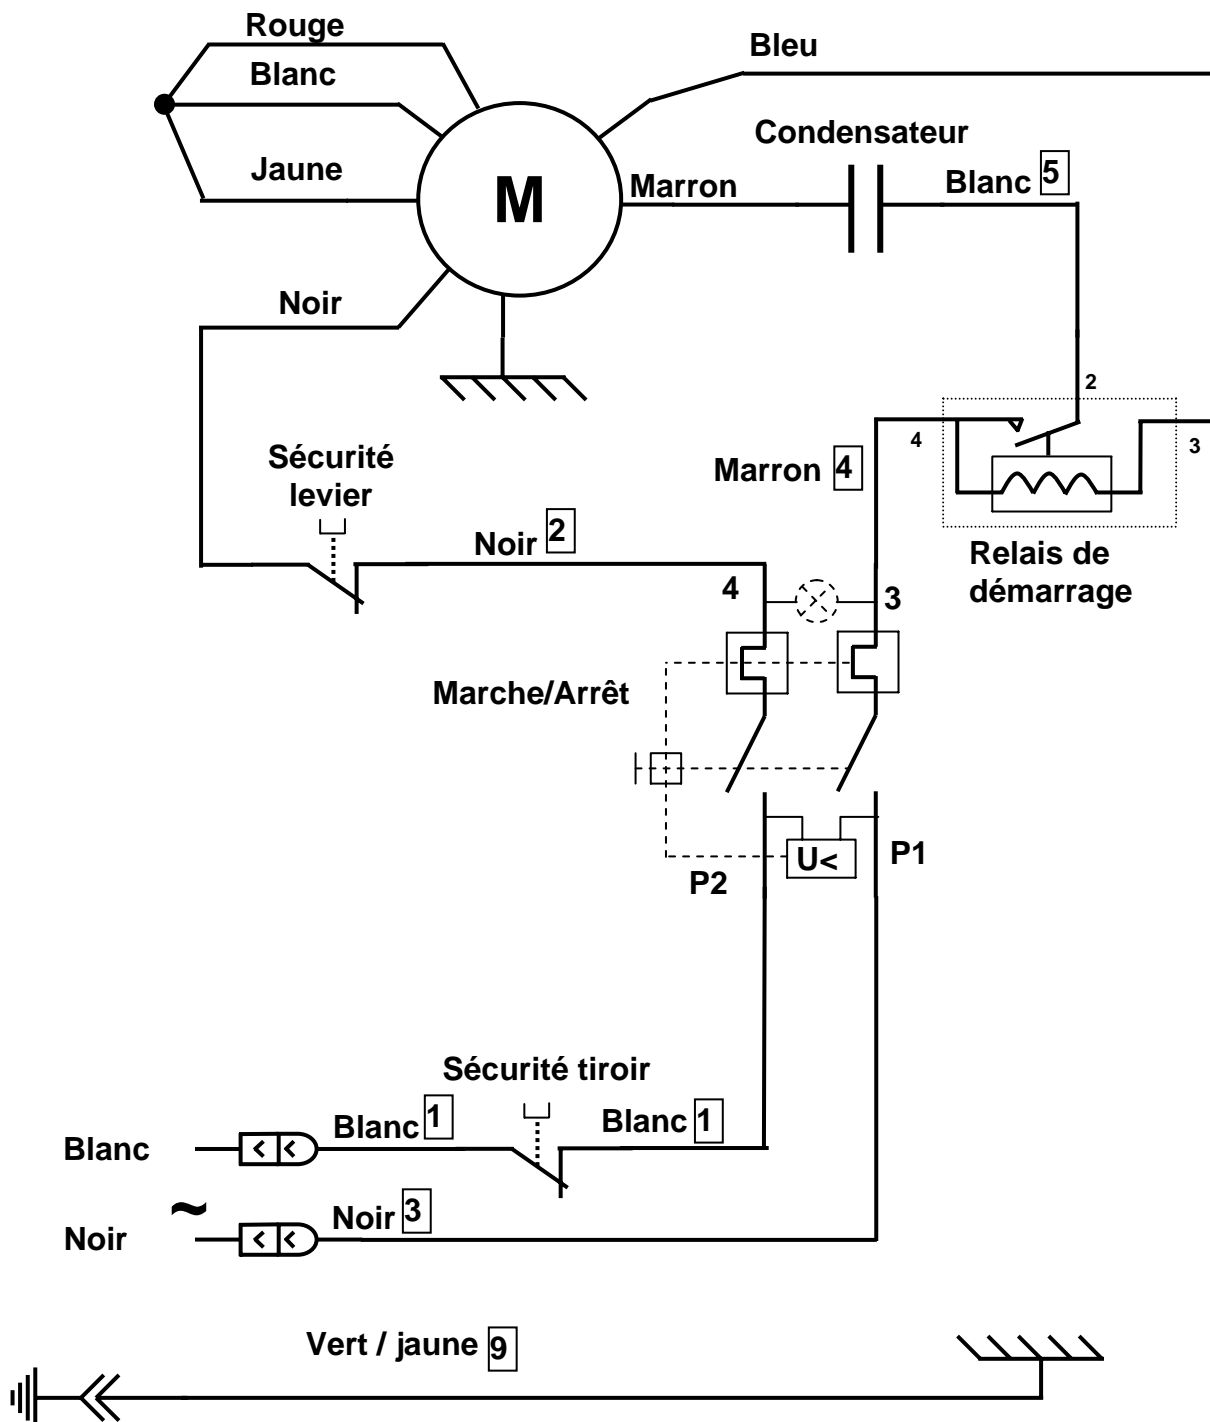 Rouge
Bleu
Blanc
Condensateur
Jaune
M
Marron
Blanc 5
Noir
2
4
3
Sécurité
levier
Marron 4
Noir 2
Relais de
démarrage
4
3
Marche/Arrêt
U<
P1
P2
Sécurité tiroir
Blanc
Blanc 1
Blanc 1
~
Noir
Noir 3
Vert / jaune 9